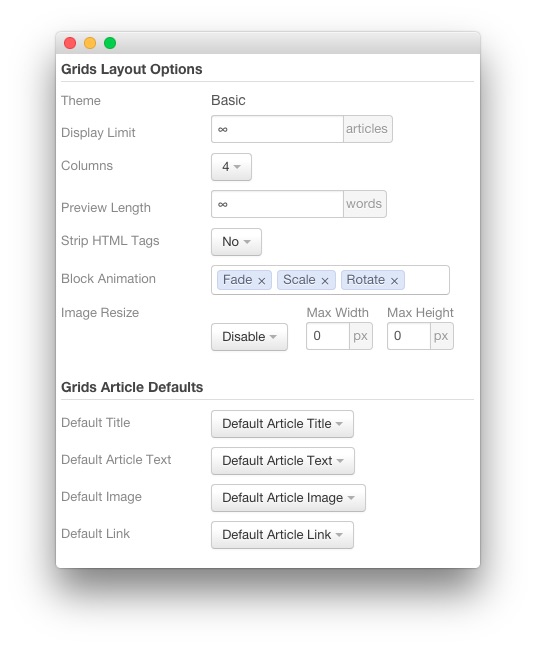 Grids Layout Options
Theme Basic
Display Limit ∞ articles
Columns 4
Preview Length ∞ words
Strip HTML Tags No
Block Animation Fade × Scale × Rotate ×
Image Resize Max Width Max Height
Disable 0 px 0 px
Grids Article Defaults
Default Title Default Article Title
Default Article Text Default Article Text
Default Image Default Article Image
Default Link Default Article Link